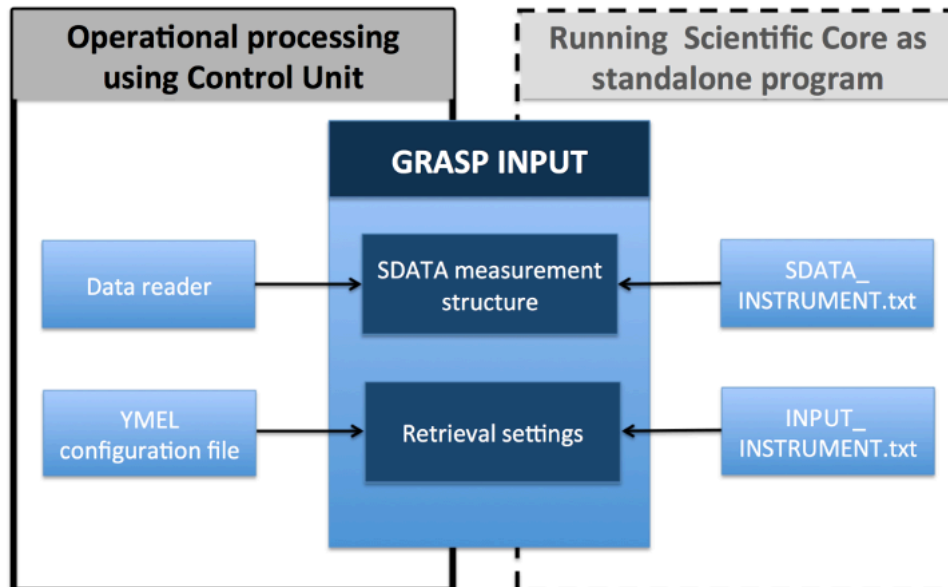 Operational processing
using Control Unit
Running Scientific Core as
standalone program
GRASP INPUT
Data reader
SDATA measurement
structure
SDATA_
INSTRUMENT.txt
YMEL
configuration file
Retrieval settings
INPUT_
INSTRUMENT.txt